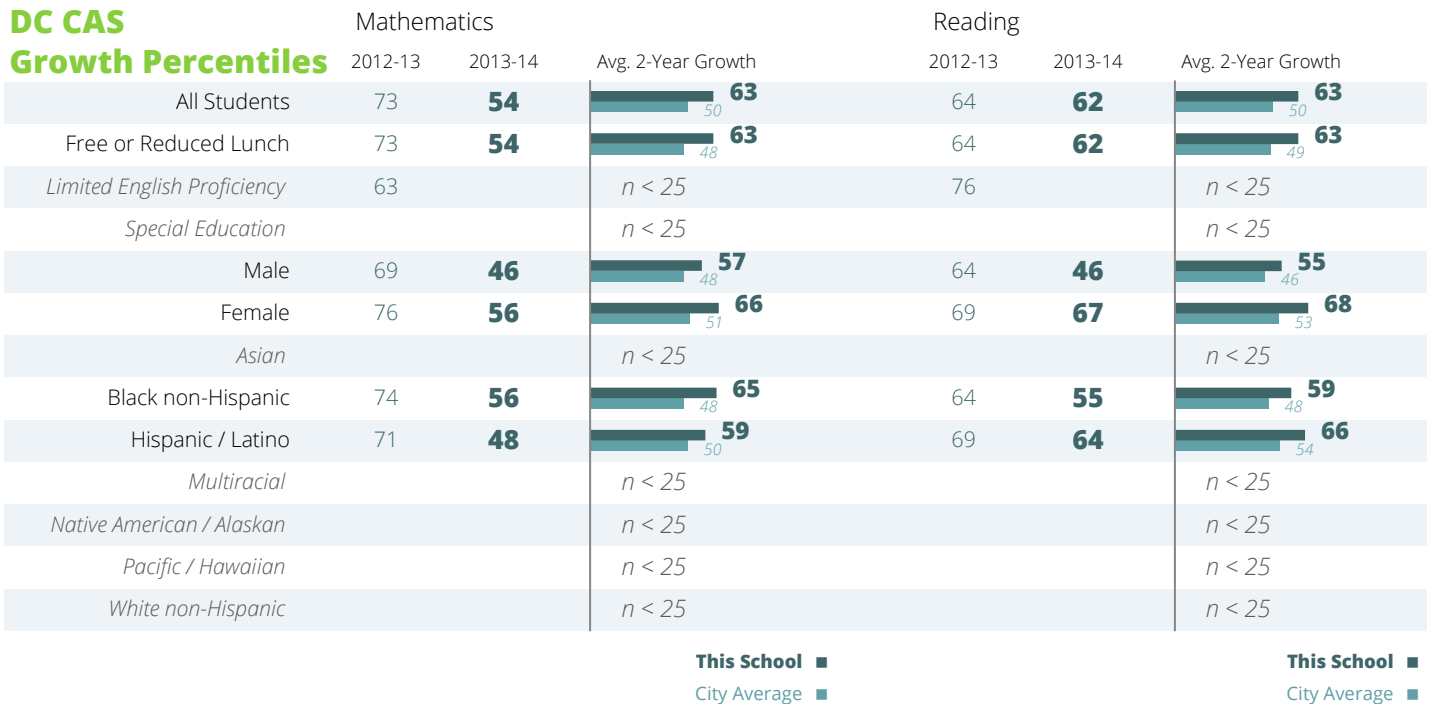 DC CAS
Growth Percentiles
Mathematics Reading
2012-13 2013-14 Avg. 2-Year Growth 2012-13 2013-14 Avg. 2-Year Growth
All Students 73 54 63 50 64 62 63 50
Free or Reduced Lunch 73 54 63 48 64 62 63 49
Limited English Proficiency 63 n < 25 76 n < 25
Special Education n < 25 n < 25
Male 69 46 57 48 64 46 55 46
Female 76 56 66 51 69 67 68 53
Asian n < 25 n < 25
Black non-Hispanic 74 56 65 48 64 55 59 48
Hispanic / Latino 71 48 59 50 69 64 66 54
Multiracial n < 25 n < 25
Native American / Alaskan n < 25 n < 25
Pacific / Hawaiian n < 25 n < 25
White non-Hispanic n < 25 n < 25
This School This School
City Average City Average